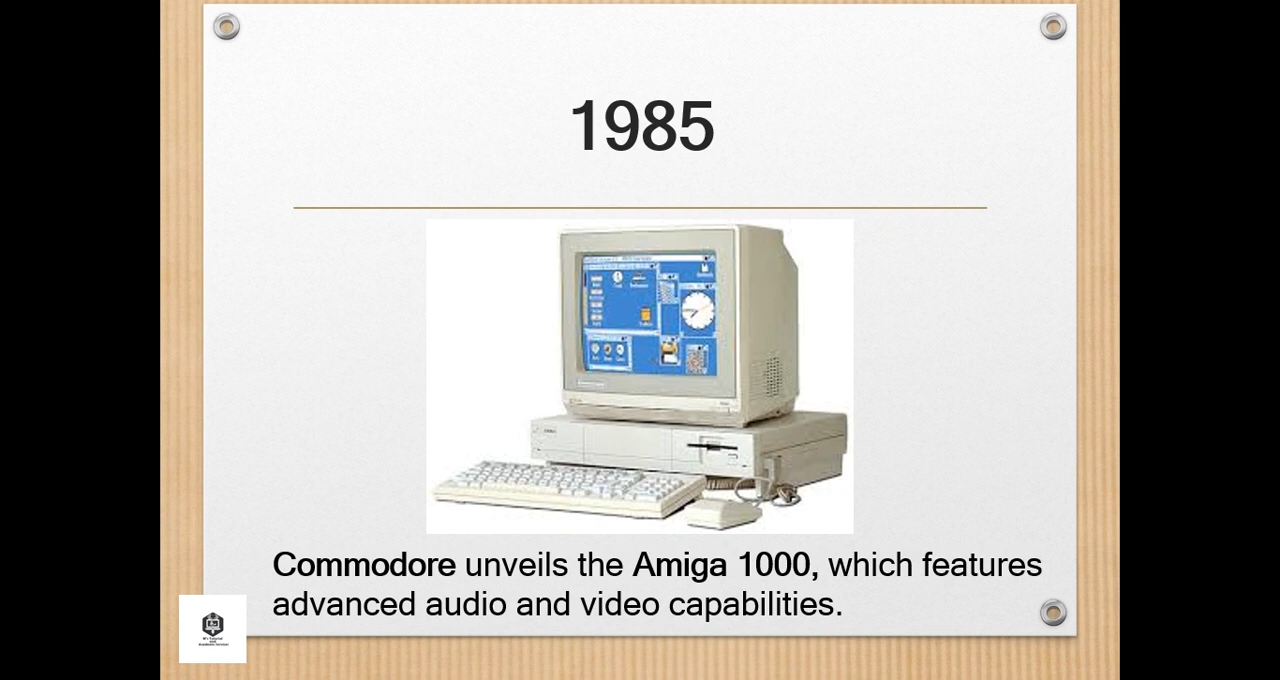 1985
Commodore unveils the Amiga 1000, which features
advanced audio and video capabilities.